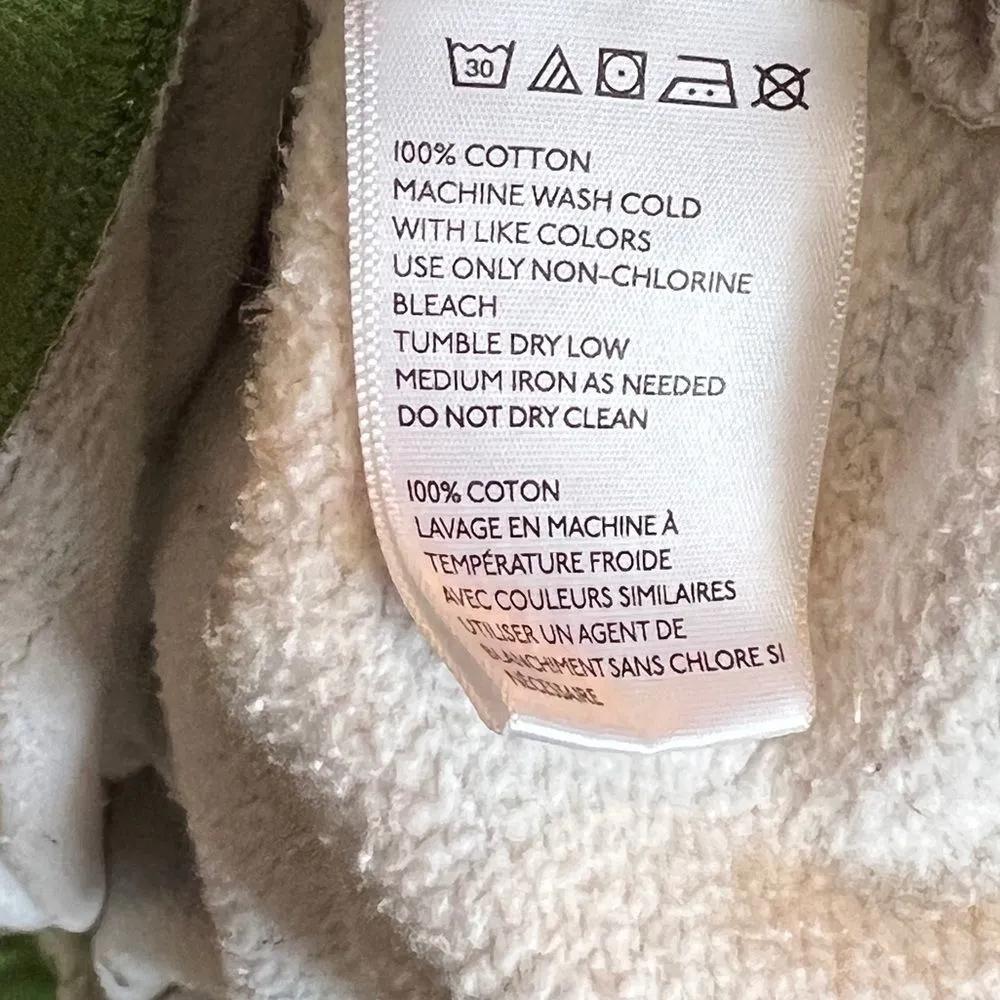 30
100% COTTON
MACHINE WASH COLD
WITH LIKE COLORS
USE ONLY NON-CHLORINE
BLEACH
TUMBLE DRY LOW
MEDIUM IRON AS NEEDED
DO NOT DRY CLEAN
100% COTON
LAVAGE EN MACHINE À
TEMPÉRATURE FROIDE
AVEC COULEURS SIMILAIRES
UTILISER UN AGENT DE
BLANCHIMENT SANS CHLORE SI
NÉCESSAIRE